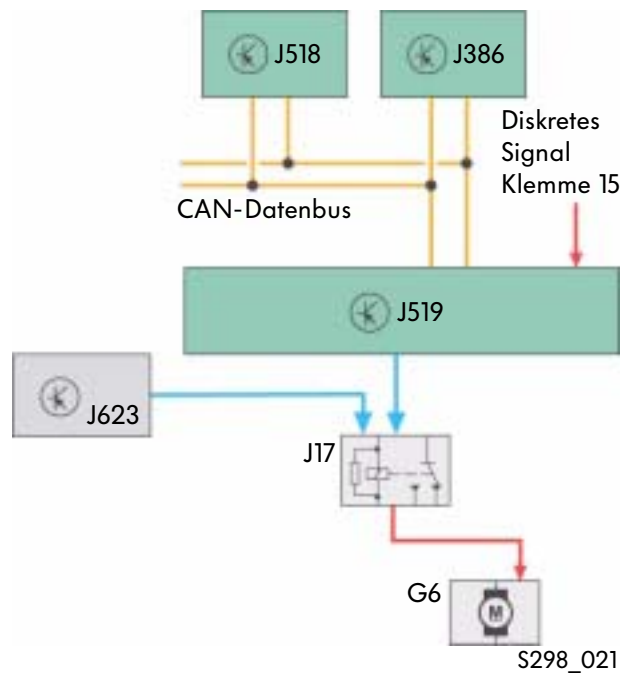 J518
J386
Diskretes
Signal
Klemme 15
CAN-Datenbus
J519
J623
J17
G6
M
S298_021